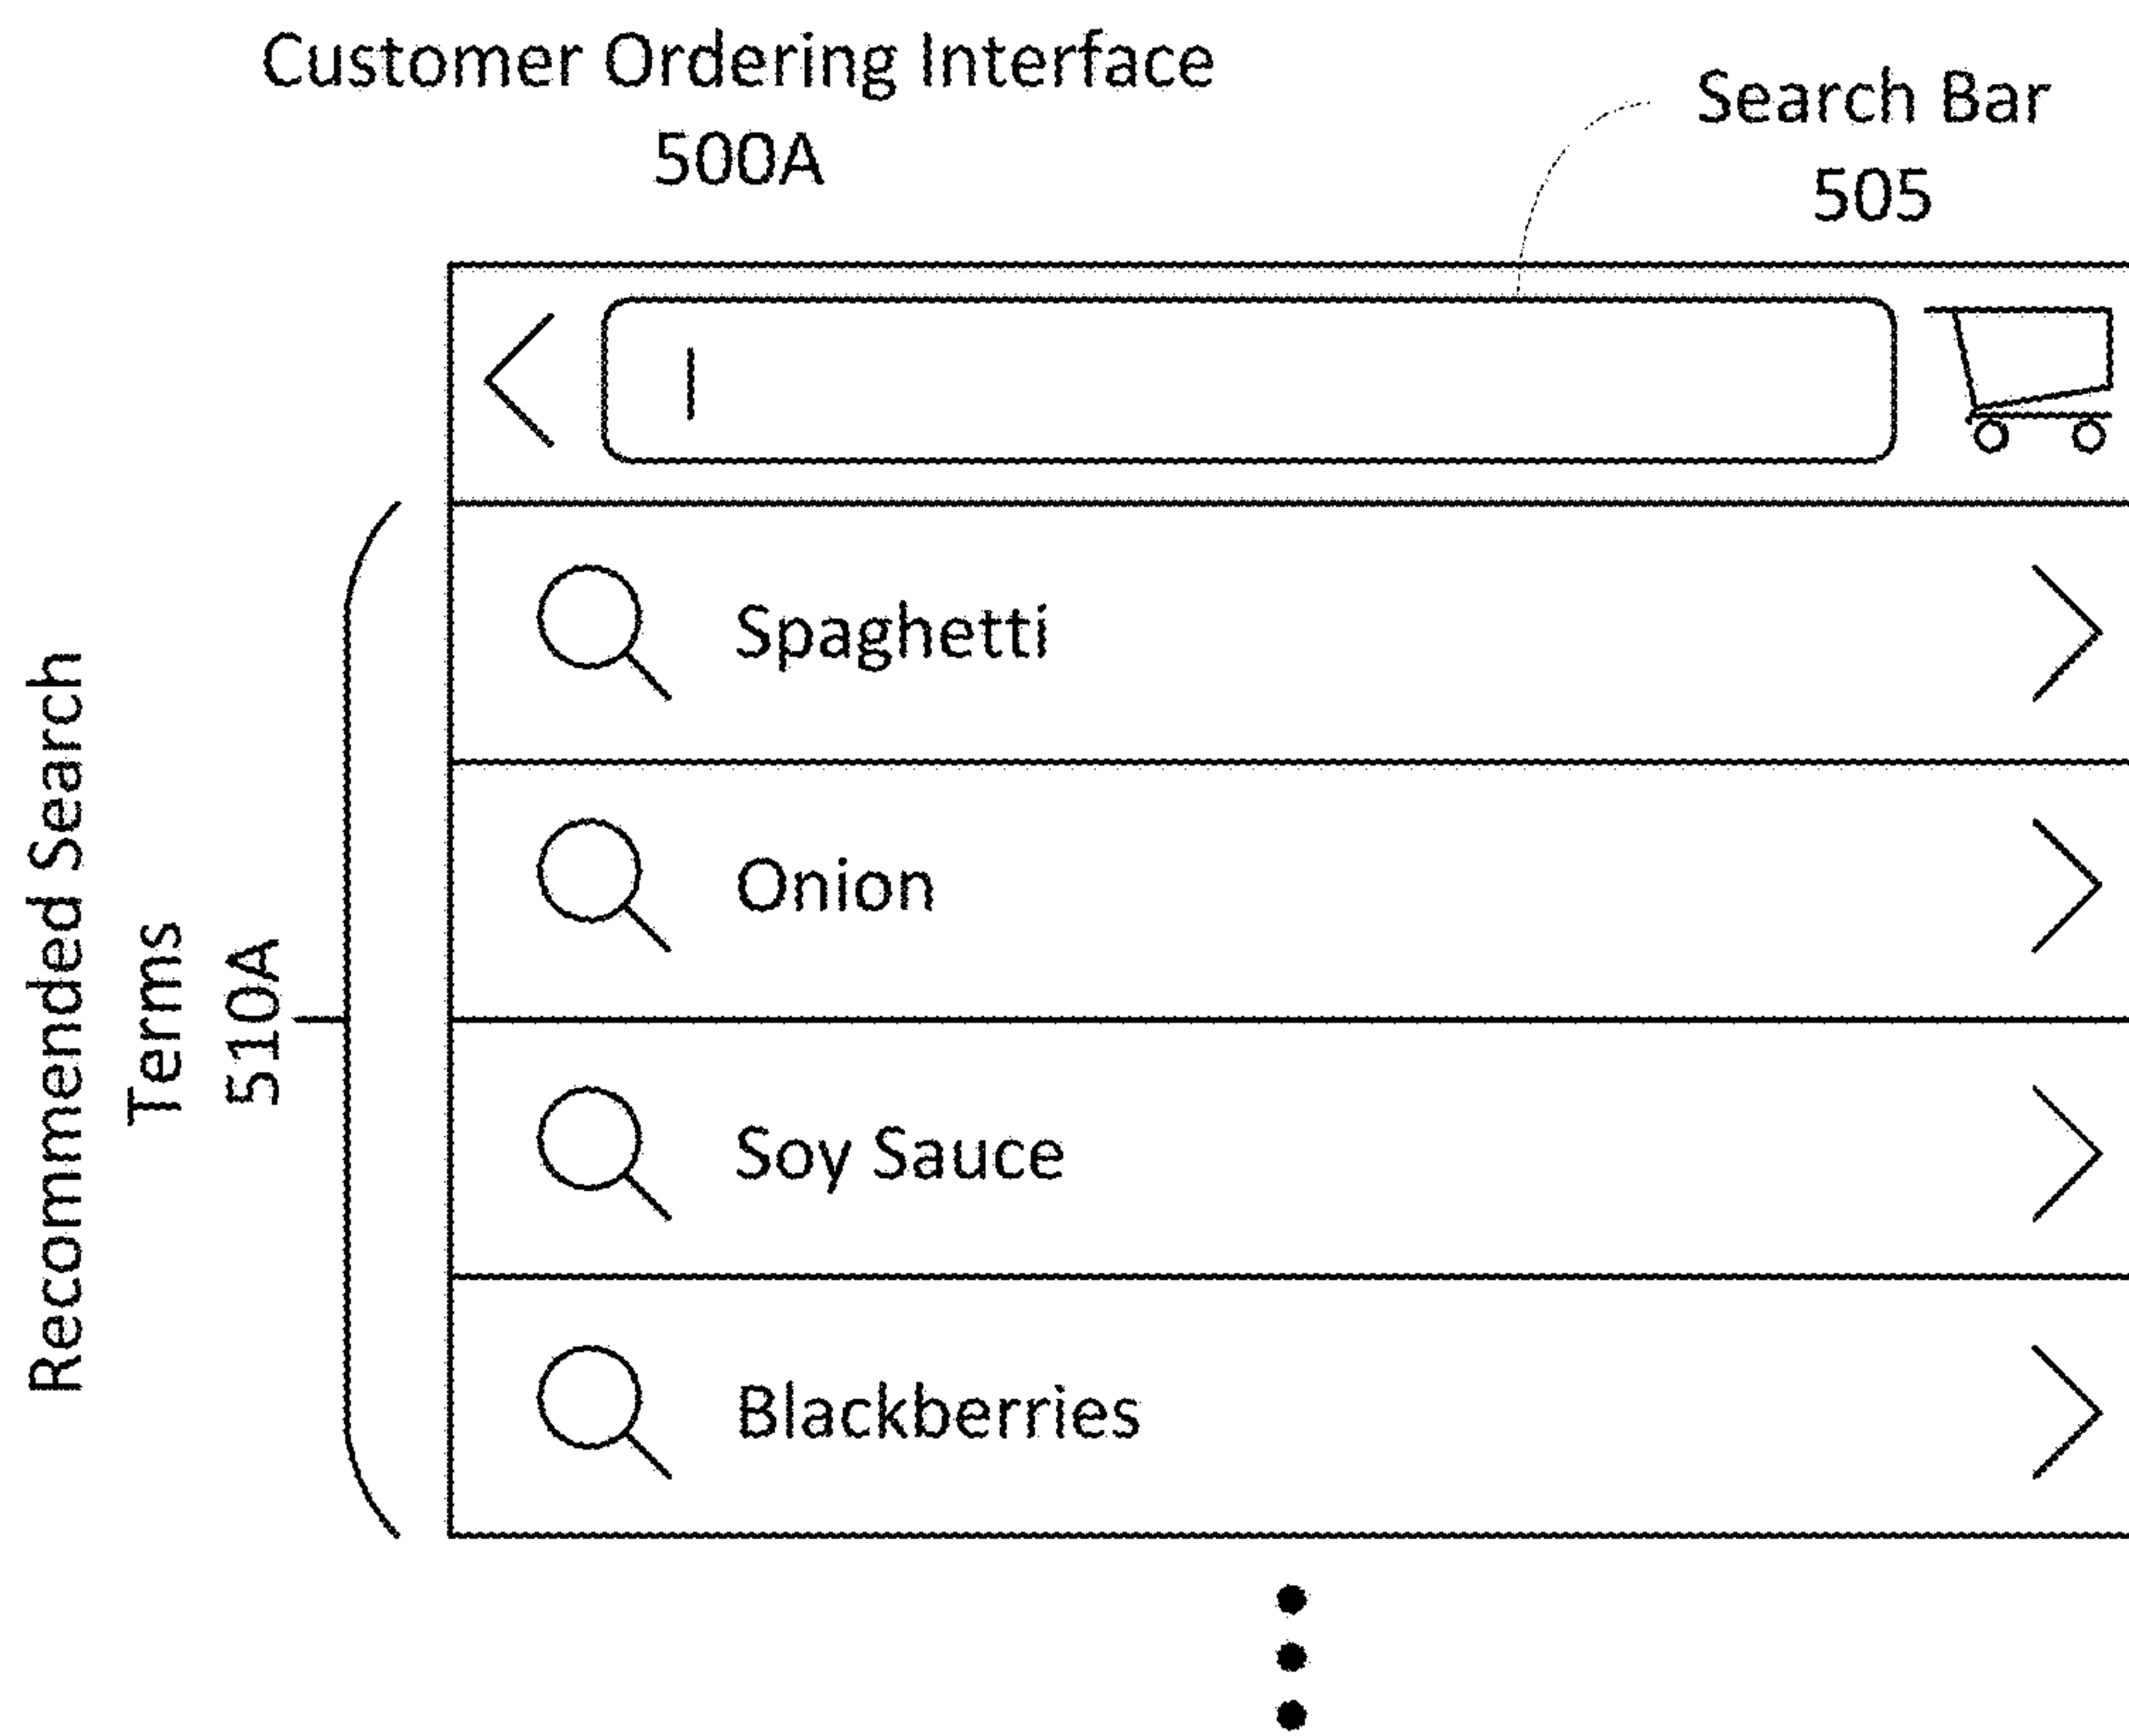 Customer Ordering Interface
500A
Search Bar
505
Recommended Search
Terms
510A
Spaghetti
Onion
Soy Sauce
Blackberries